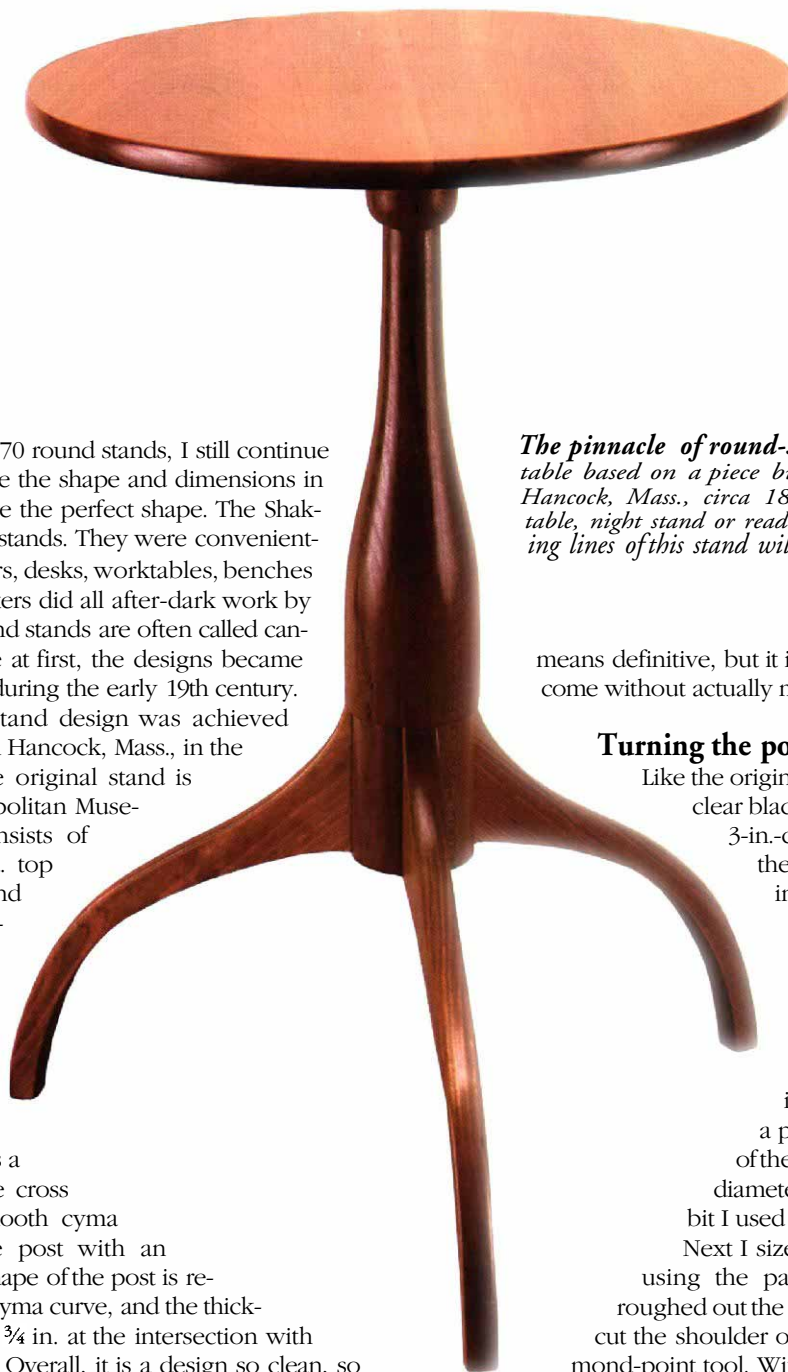 70 round stands, I still continue
e the shape and dimensions in
e the perfect shape. The Shak-
stands. They were convenient-
rs, desks, worktables, benches
ers did all after-dark work by
nd stands are often called can-
e at first, the designs became
during the early 19th century.
tand design was achieved
n Hancock, Mass., in the
e original stand is
politan Muse-
nsists of
. top
nd
-
s a
e cross
ooth cyma
e post with an
hape of the post is re-
yma curve, and the thick-
¾ in. at the intersection with
Overall, it is a design so clean, so
The pinnacle of round-s
table based on a piece bu
Hancock, Mass., circa 18
table, night stand or read
ing lines of this stand wil
means definitive, but it i
come without actually m
Turning the po
Like the origin
clear blac
3-in.-d
the
in
i
a p
of the
diamete
bit I used
Next I size
using the pa
roughed out the
cut the shoulder o
mond-point tool. Wi